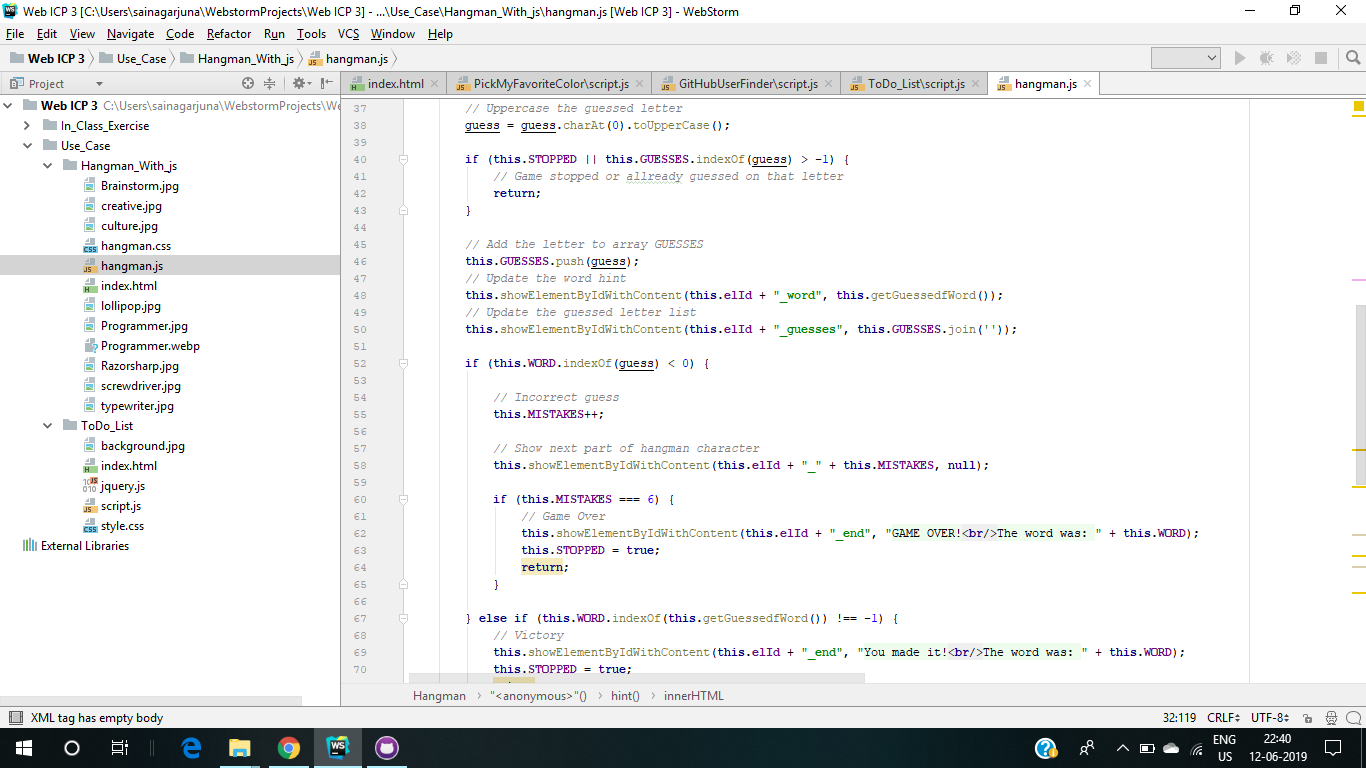 Web ICP 3 [C:\Users\sainagarjuna\WebstormProjects\Web ICP 3] - ...\Use_Case\Hangman_With_js\hangman.js [Web ICP 3] - WebStorm
File Edit View Navigate Code Refactor Run Tools VCS Window Help
Web ICP 3 Use_Case Hangman_With_js hangman.js
Project
index.html PickMyFavoriteColor\script.js GitHubUserFinder\script.js ToDo_List\script.js hangman.js
Web ICP 3 C:\Users\sainagarjuna\WebstormProjects\We
In_Class_Exercise
Use_Case
Hangman_With_js
Brainstorm.jpg
creative.jpg
culture.jpg
hangman.css
hangman.js
index.html
lollipop.jpg
Programmer.jpg
Programmer.webp
Razorsharp.jpg
screwdriver.jpg
typewriter.jpg
ToDo_List
background.jpg
index.html
jquery.js
script.js
style.css
External Libraries
37 // Uppercase the guessed letter
38 guess = guess.charAt(0).toUpperCase();
39
40 if (this.STOPPED || this.GUESSES.indexOf(guess) > -1) {
41 // Game stopped or allready guessed on that letter
42 return;
43 }
44
45 // Add the letter to array GUESSES
46 this.GUESSES.push(guess);
47 // Update the word hint
48 this.showElementByIdWithContent(this.elId + "_word", this.getGuessedfWord());
49 // Update the guessed letter list
50 this.showElementByIdWithContent(this.elId + "_guesses", this.GUESSES.join(''));
51
52 if (this.WORD.indexOf(guess) < 0) {
53
54 // Incorrect guess
55 this.MISTAKES++;
56
57 // Show next part of hangman character
58 this.showElementByIdWithContent(this.elId + "_" + this.MISTAKES, null);
59
60 if (this.MISTAKES === 6) {
61 // Game Over
62 this.showElementByIdWithContent(this.elId + "_end", "GAME OVER!<br/>The word was: " + this.WORD);
63 this.STOPPED = true;
64 return;
65 }
66
67 } else if (this.WORD.indexOf(this.getGuessedfWord()) !== -1) {
68 // Victory
69 this.showElementByIdWithContent(this.elId + "_end", "You made it!<br/>The word was: " + this.WORD);
70 this.STOPPED = true;
Hangman "<anonymous>"() hint() innerHTML
XML tag has empty body 32:119 CRLF UTF-8
ENG
US
22:40
12-06-2019